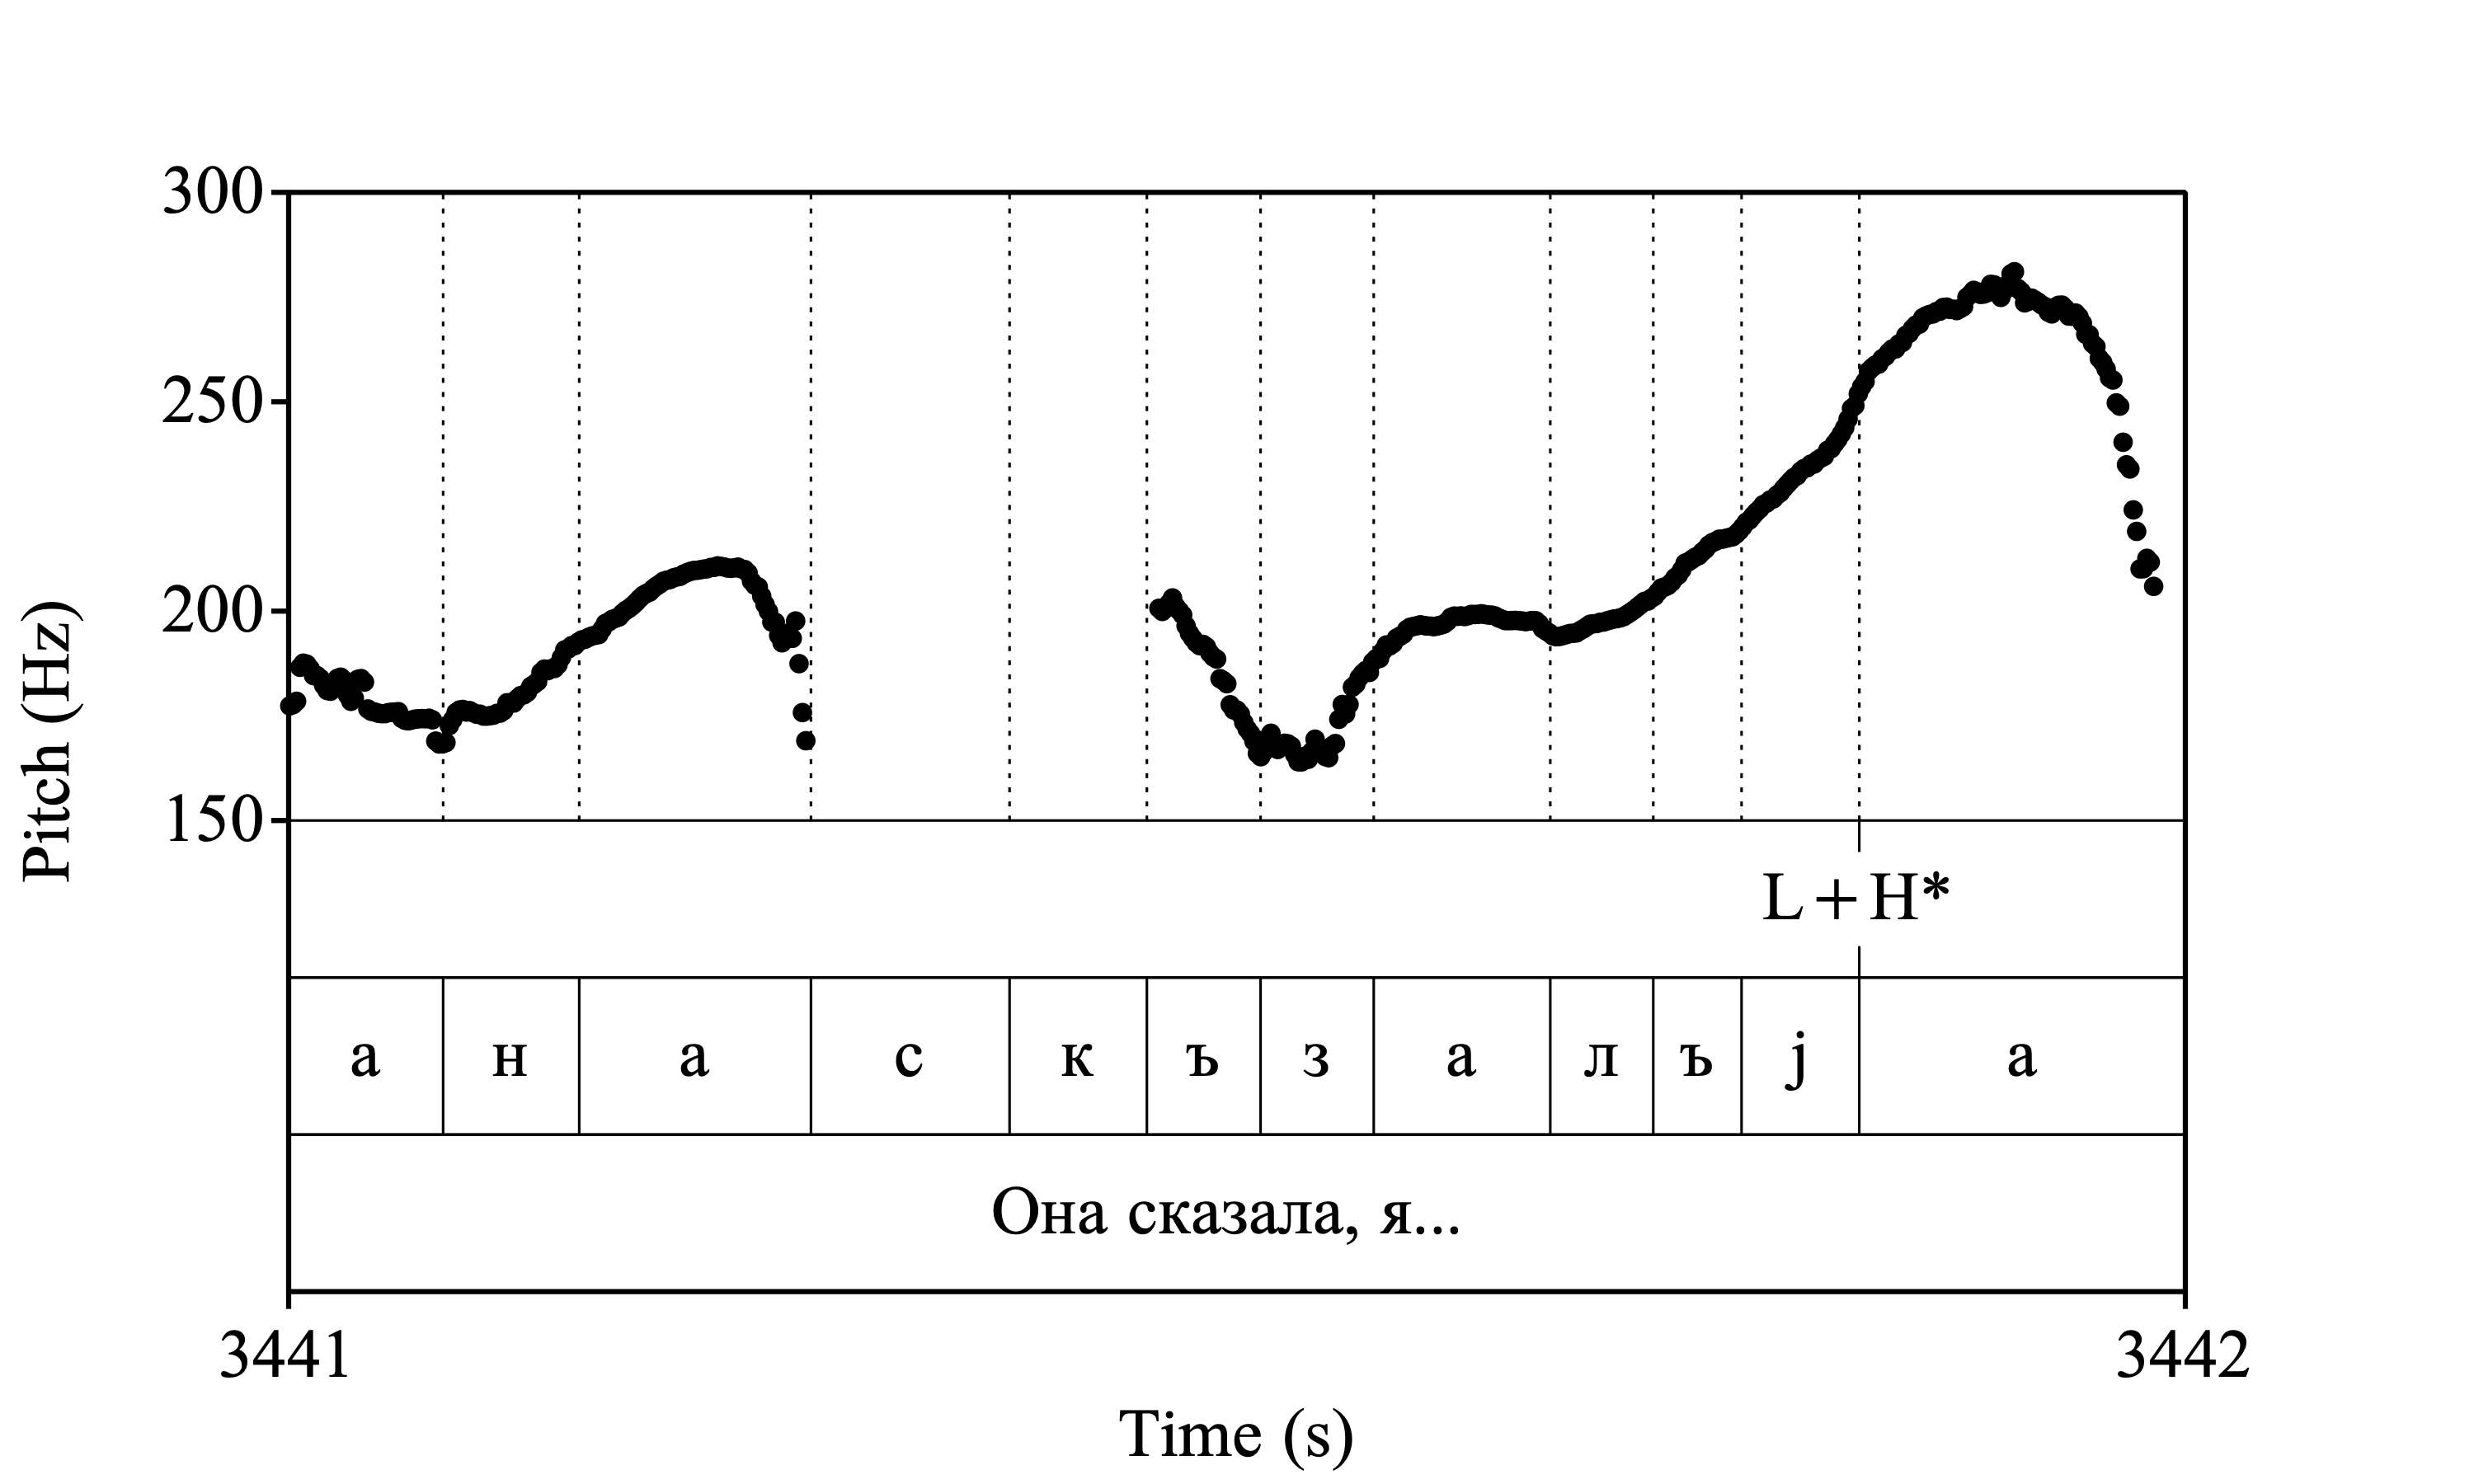 300
250
200
150
Pitch (Hz)
L+H*
а н а с к ъ з а л ъ j а
Она сказала, я...
3441 3442
Time (s)